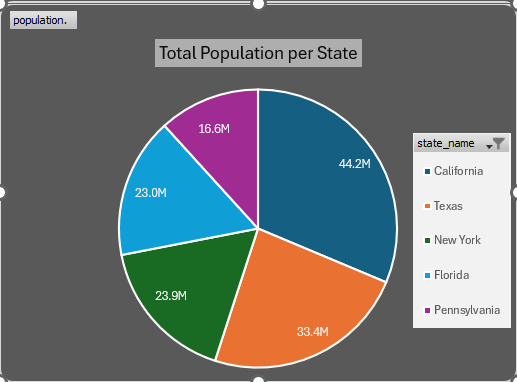 population.
Total Population per State
16.6M
44.2M
23.0M
23.9M
33.4M
state_name
California
Texas
New York
Florida
Pennsylvania